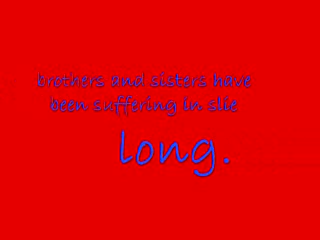 brothers and sisters have
been suffering in slie
long.